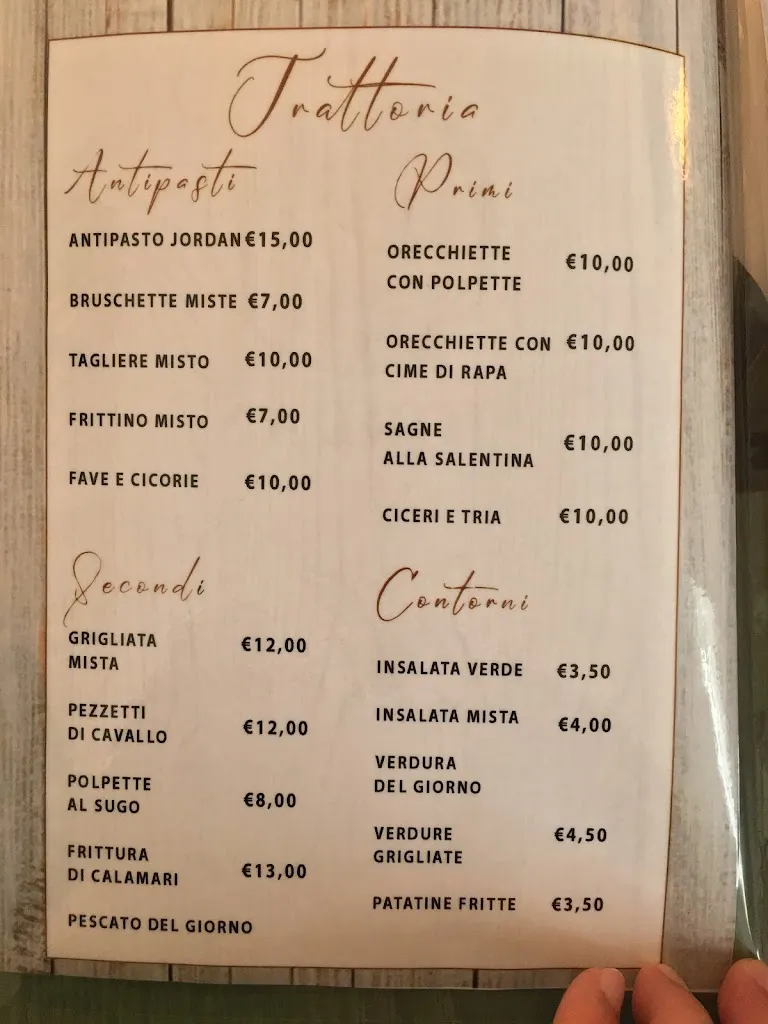 Trattoria
Antipasti
ANTIPASTO JORDAN €15,00
BRUSCHETTE MISTE €7,00
TAGLIERE MISTO €10,00
FRITTINO MISTO €7,00
FAVE E CICORIE €10,00
Primi
ORECCHIETTE €10,00
CON POLPETTE
ORECCHIETTE CON €10,00
CIME DI RAPA
SAGNE €10,00
ALLA SALENTINA
CICERI E TRIA €10,00
Secondi
GRIGLIATA €12,00
MISTA
PEZZETTI €12,00
DI CAVALLO
POLPETTE €8,00
AL SUGO
FRITTURA €13,00
DI CALAMARI
PESCATO DEL GIORNO
Contorni
INSALATA VERDE €3,50
INSALATA MISTA €4,00
VERDURA
DEL GIORNO
VERDURE €4,50
GRIGLIATE
PATATINE FRITTE €3,50